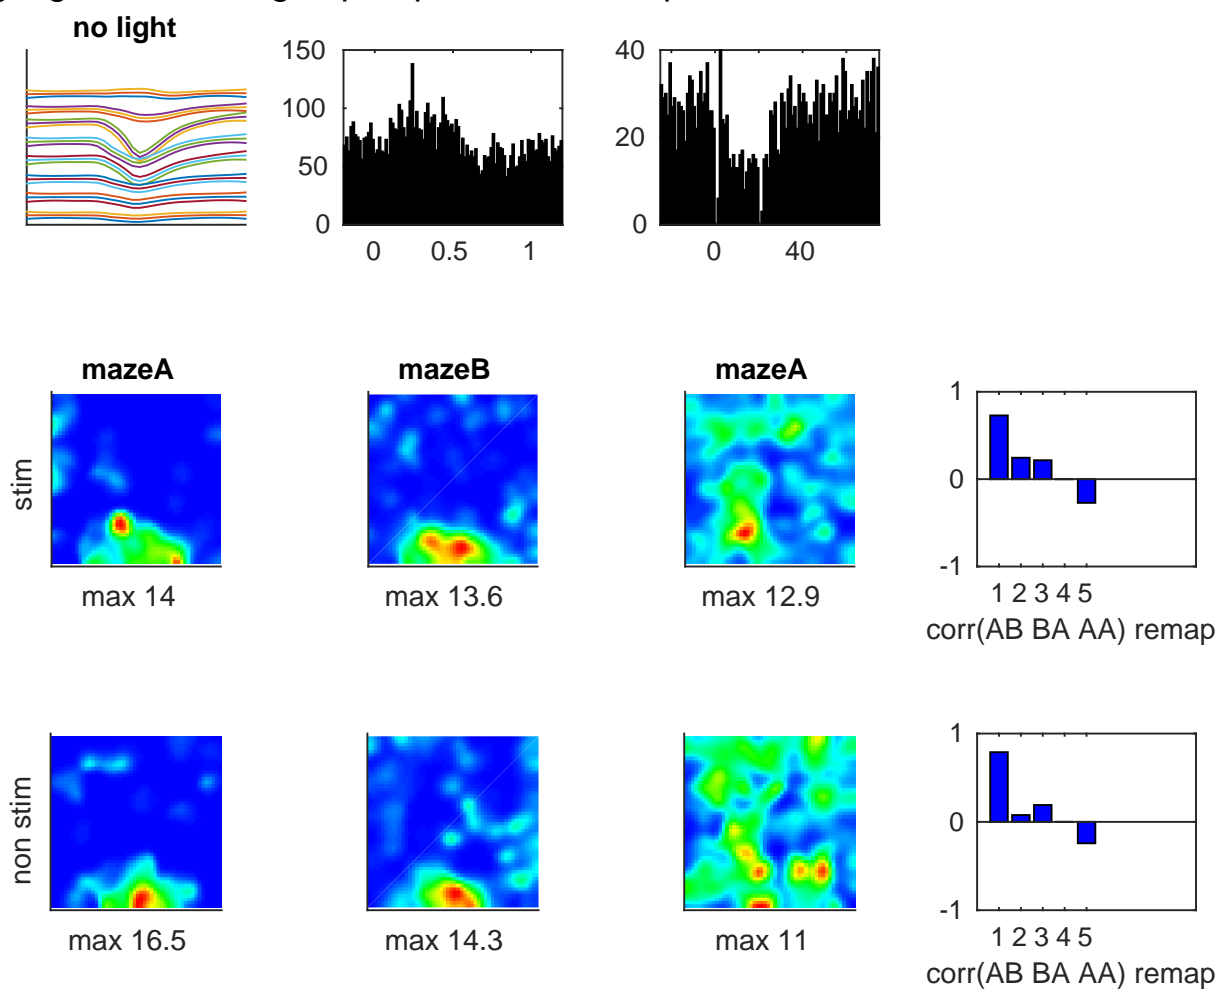 no light
150
100
50
0
0 0.5 1
40
20
0
0 40
mazeA mazeB mazeA
stim
max 14 max 13.6 max 12.9
1
0
-1
1 2 3 4 5
corr(AB BA AA) remap
non stim
max 16.5 max 14.3 max 11
1
0
-1
1 2 3 4 5
corr(AB BA AA) remap